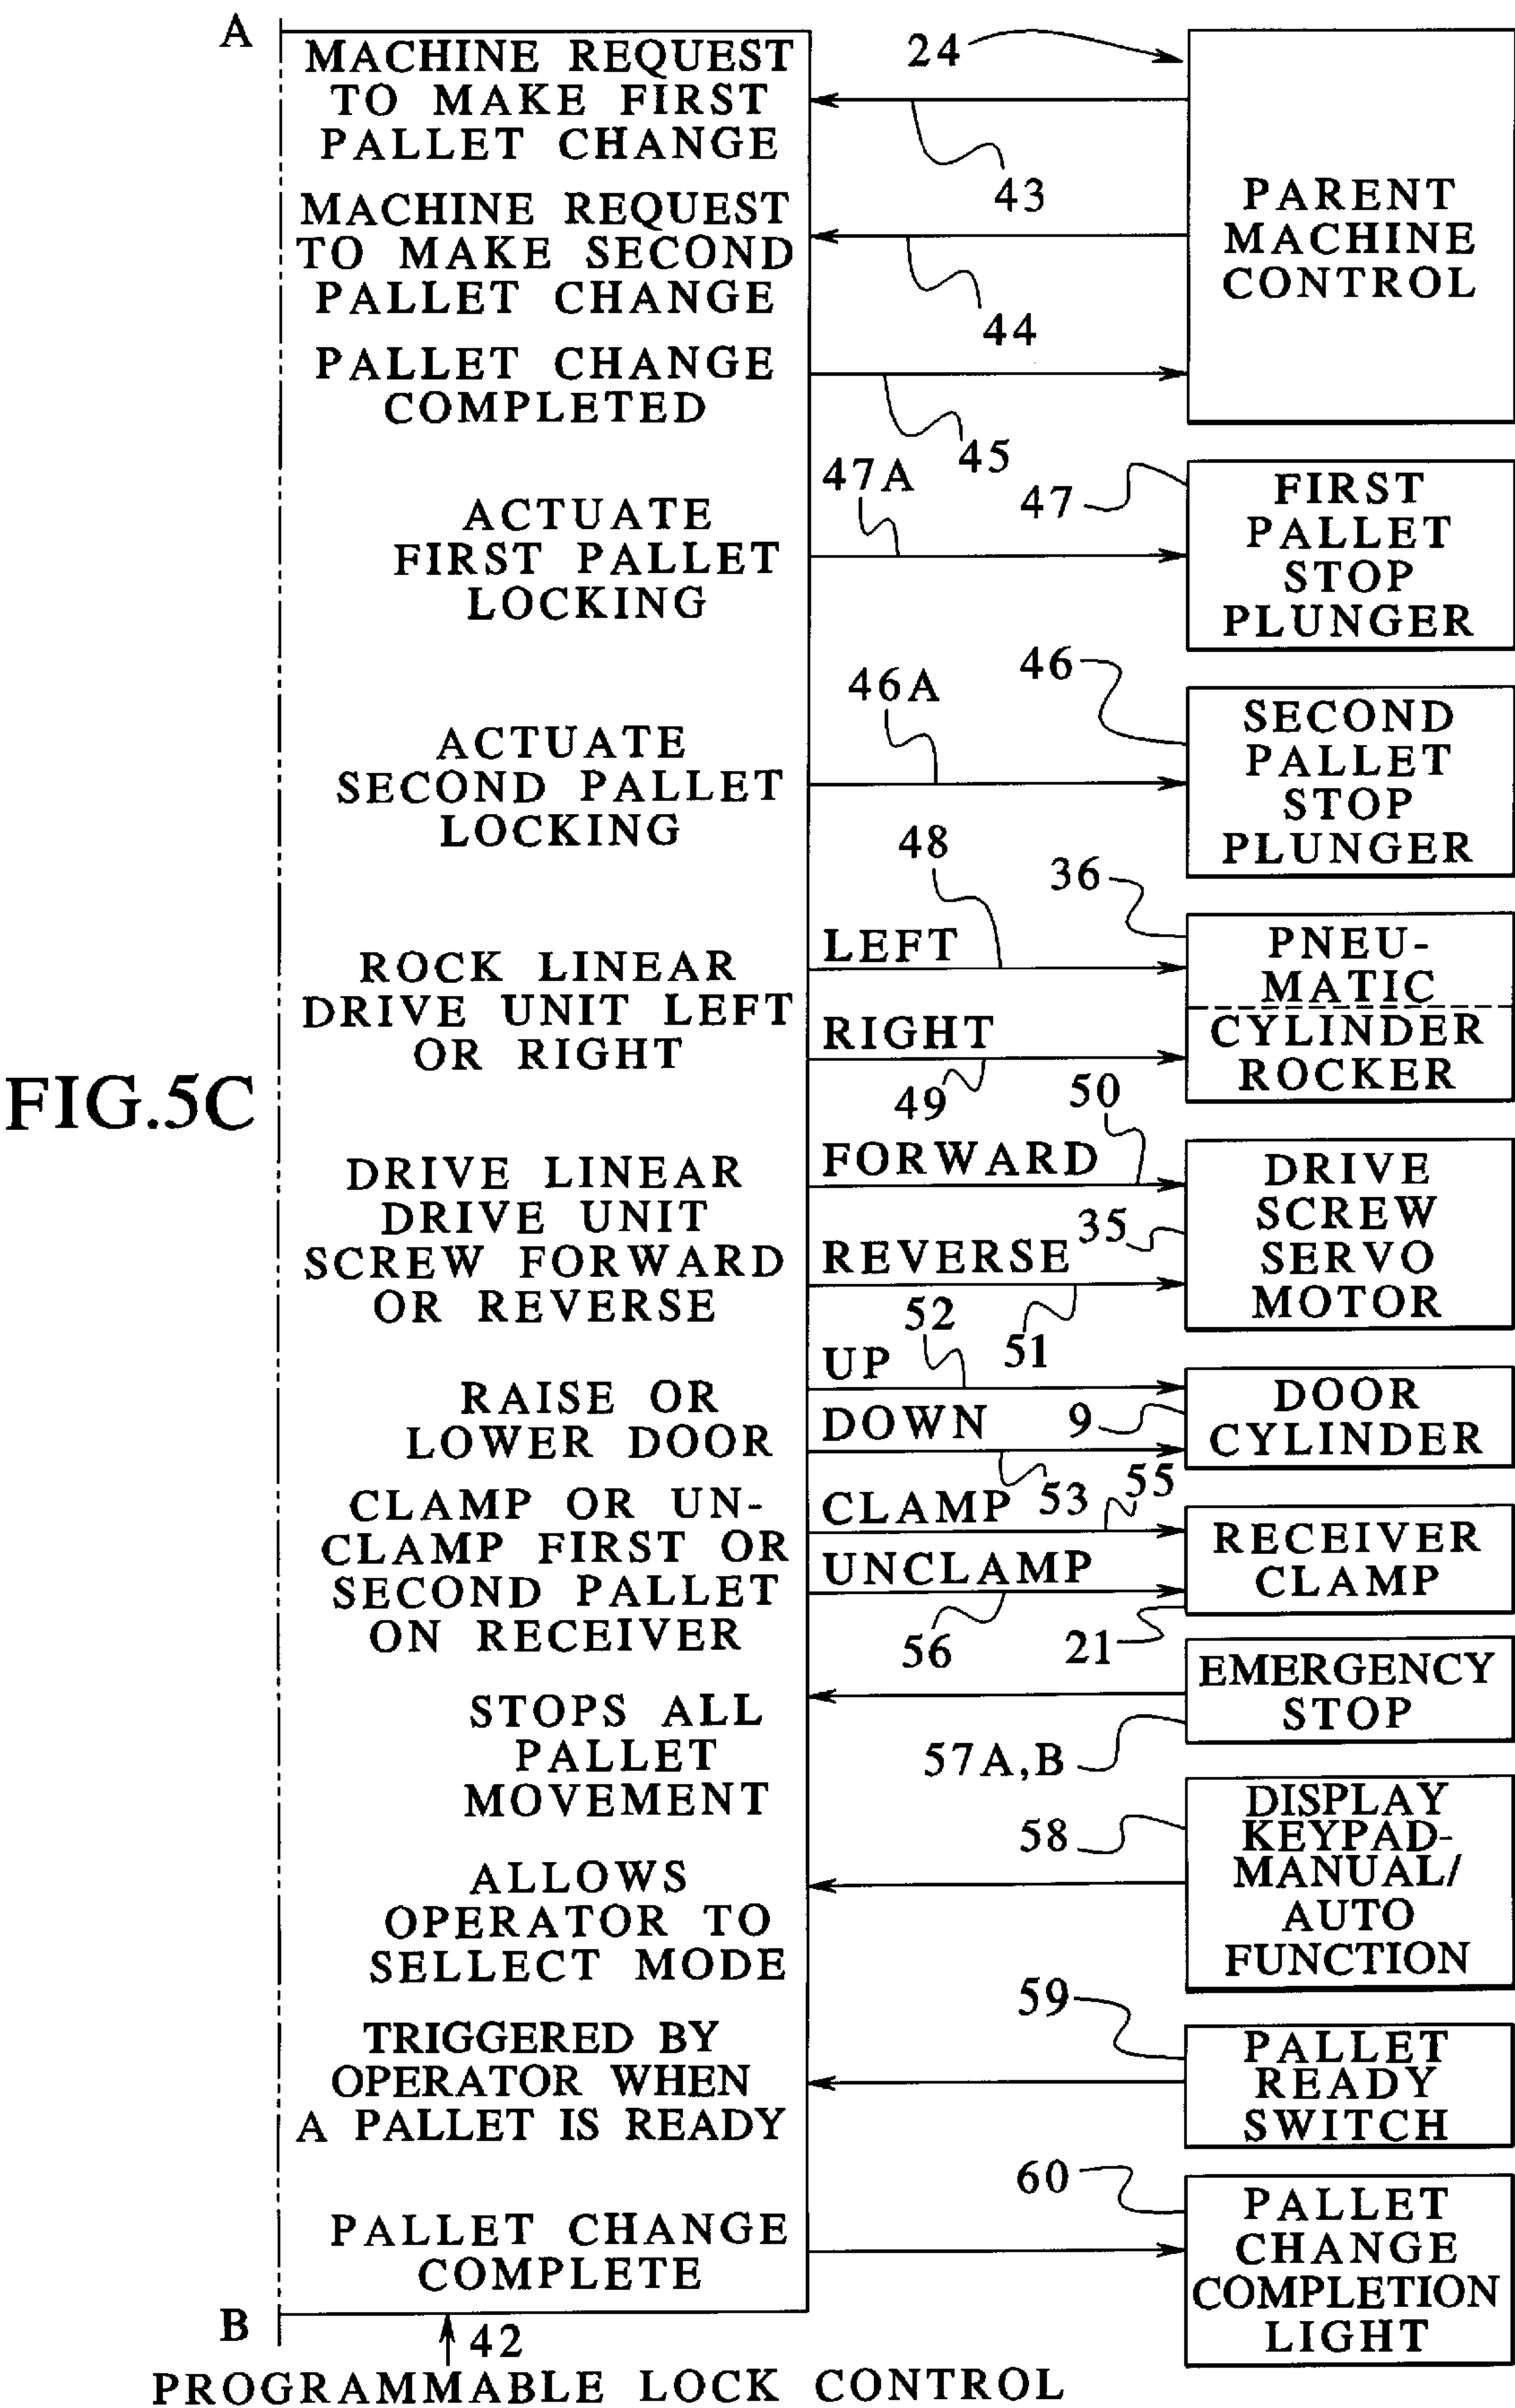 A
MACHINE REQUEST
TO MAKE FIRST
PALLET CHANGE
24
43
PARENT
MACHINE
CONTROL
MACHINE REQUEST
TO MAKE SECOND
PALLET CHANGE
44
PALLET CHANGE
COMPLETED
45
ACTUATE
FIRST PALLET
LOCKING
47A
47
FIRST
PALLET
STOP
PLUNGER
ACTUATE
SECOND PALLET
LOCKING
46A
46
SECOND
PALLET
STOP
PLUNGER
ROCK LINEAR
DRIVE UNIT LEFT
OR RIGHT
48
LEFT
RIGHT
49
36
PNEU-
MATIC
CYLINDER
ROCKER
FIG.5C
DRIVE LINEAR
DRIVE UNIT
SCREW FORWARD
OR REVERSE
50
FORWARD
REVERSE
51
35
DRIVE
SCREW
SERVO
MOTOR
RAISE OR
LOWER DOOR
52
UP
DOWN
53
9
DOOR
CYLINDER
CLAMP OR UN-
CLAMP FIRST OR
SECOND PALLET
ON RECEIVER
CLAMP
55
UNCLAMP
56
21
RECEIVER
CLAMP
STOPS ALL
PALLET
MOVEMENT
57A,B
EMERGENCY
STOP
ALLOWS
OPERATOR TO
SELLECT MODE
58
DISPLAY
KEYPAD-
MANUAL/
AUTO
FUNCTION
TRIGGERED BY
OPERATOR WHEN
A PALLET IS READY
59
PALLET
READY
SWITCH
PALLET CHANGE
COMPLETE
60
PALLET
CHANGE
COMPLETION
LIGHT
B
42
PROGRAMMABLE LOCK CONTROL